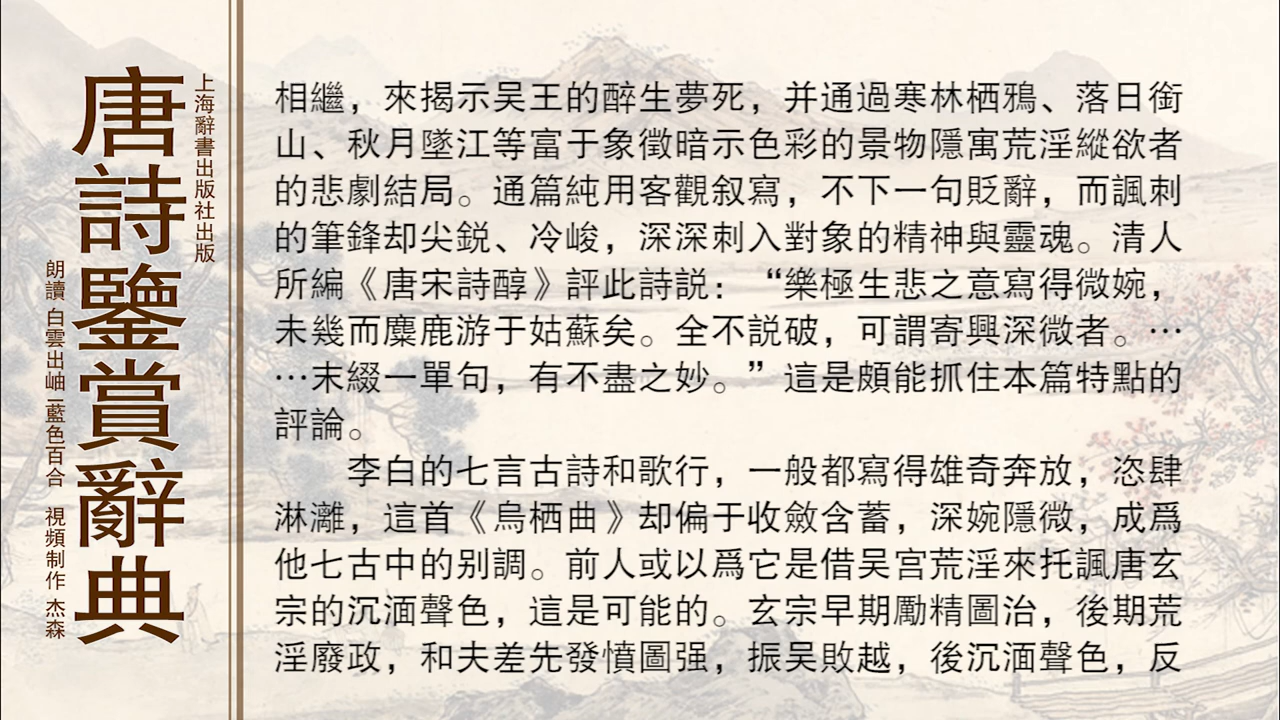 唐詩鑒賞辭典
上海辭書出版社出版
朗讀 白雲出岫 藍色百合 視頻制作 杰森
相繼，來揭示吴王的醉生夢死，并通過寒林栖鴉、落日銜
山、秋月墜江等富于象徵暗示色彩的景物隱寓荒淫縱欲者
的悲劇結局。通篇純用客觀叙寫，不下一句貶辭，而諷刺
的筆鋒却尖鋭、冷峻，深深刺入對象的精神與靈魂。清人
所編《唐宋詩醇》評此詩説：“樂極生悲之意寫得微婉，
未幾而麋鹿游于姑蘇矣。全不説破，可謂寄興深微者。…
…末綴一單句，有不盡之妙。”這是頗能抓住本篇特點的
評論。
李白的七言古詩和歌行，一般都寫得雄奇奔放，恣肆
淋灕，這首《烏栖曲》却偏于收斂含蓄，深婉隱微，成爲
他七古中的别調。前人或以爲它是借吴宫荒淫來托諷唐玄
宗的沉湎聲色，這是可能的。玄宗早期勵精圖治，後期荒
淫廢政，和夫差先發憤圖强，振吴敗越，後沉湎聲色，反